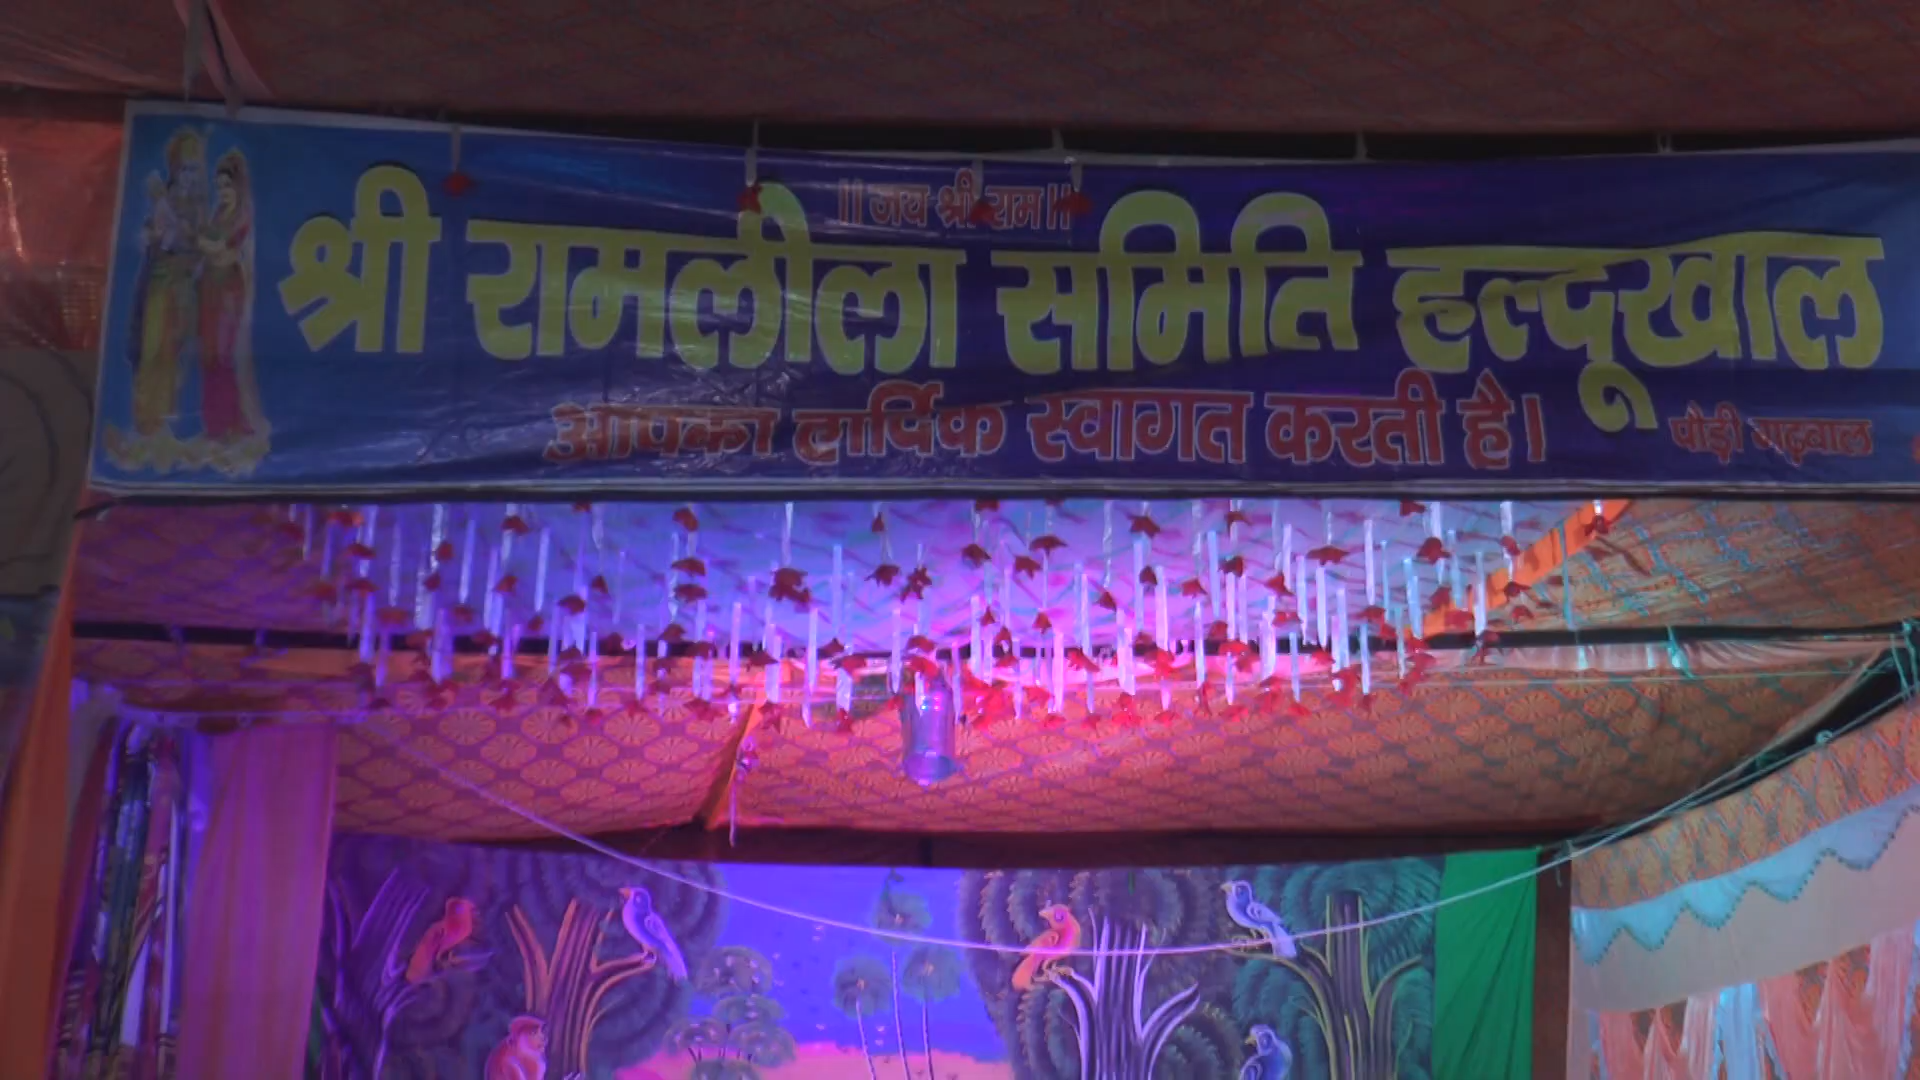 ॥ जय श्री राम ॥
श्री रामलीला समिति हल्दूखाल
आपका हार्दिक स्वागत करती है।
पौड़ी गढ़वाल